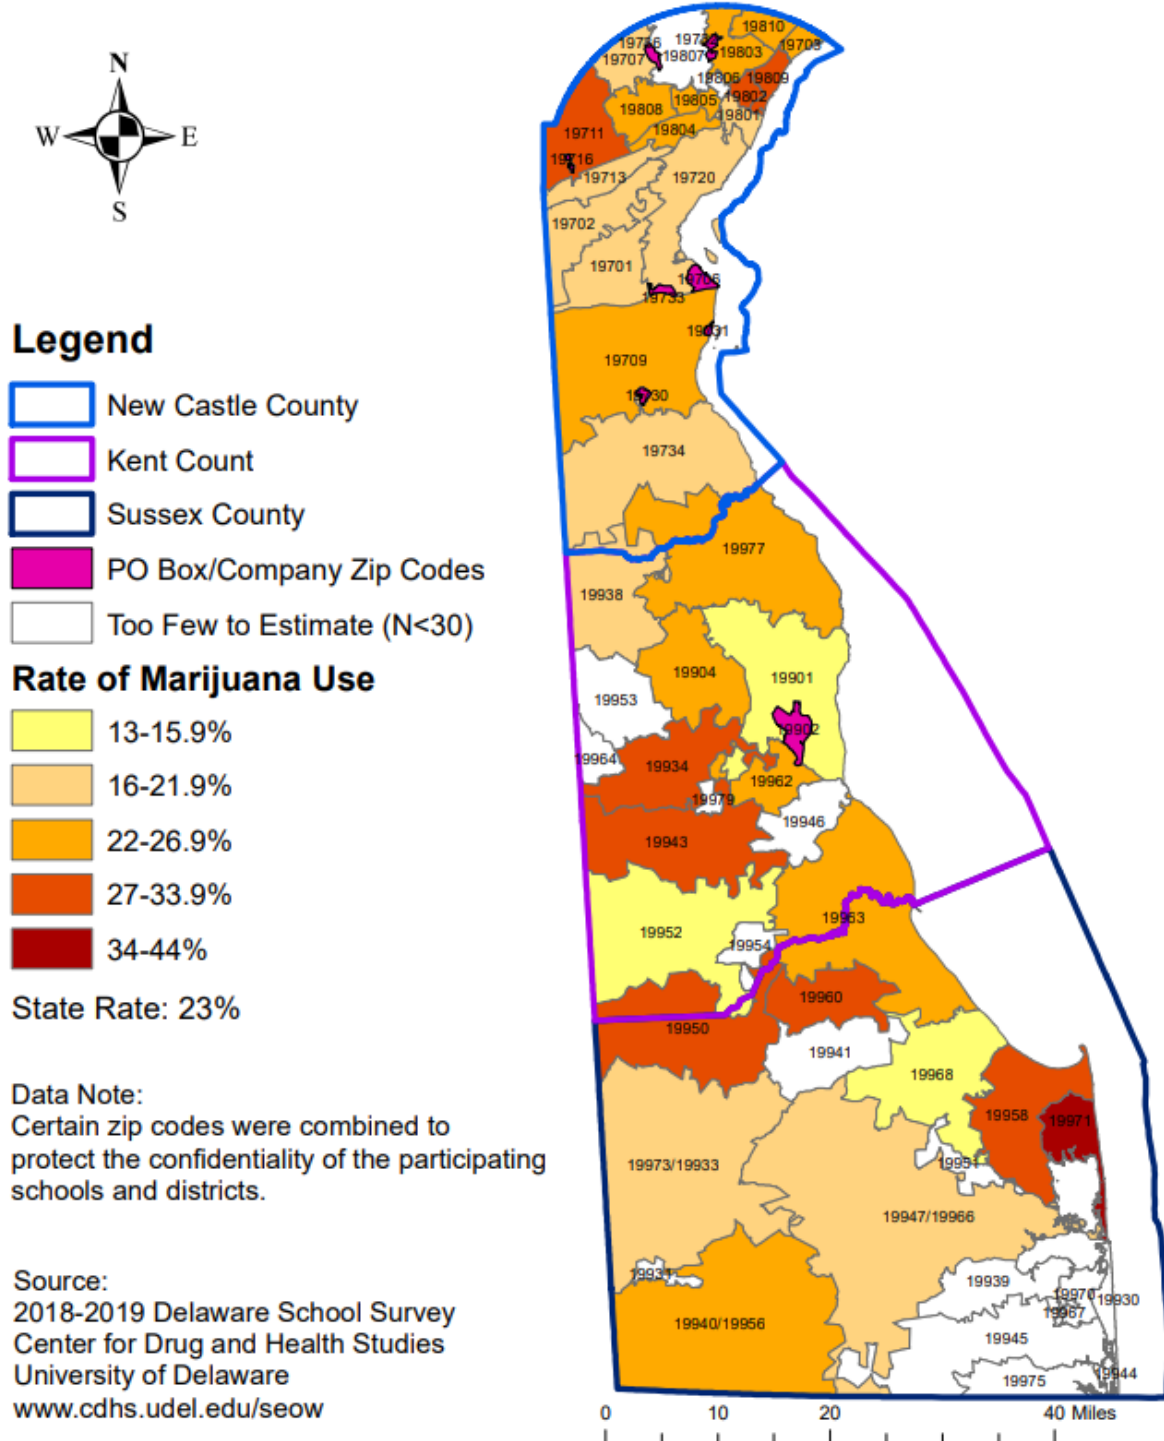 N
W
E
S
Legend
New Castle County
Kent Count
Sussex County
PO Box/Company Zip Codes
Too Few to Estimate (N<30)
Rate of Marijuana Use
13-15.9%
16-21.9%
22-26.9%
27-33.9%
34-44%
State Rate: 23%
Data Note:
Certain zip codes were combined to
protect the confidentiality of the participating
schools and districts.
Source:
2018-2019 Delaware School Survey
Center for Drug and Health Studies
University of Delaware
www.cdhs.udel.edu/seow
19810
19703
19803
19707
19807
19806
19809
19802
19808
19805
19801
19804
19711
19713
19720
19702
19701
19733
19709
19734
19977
19938
19904
19901
19953
19902
19964
19934
19962
19979
19946
19943
19952
19954
19963
19960
19950
19941
19968
19958
19971
19951
19973/19933
19947/19966
19931
19939
19970
19930
19967
19940/19956
19945
19944
19975
0 10 20 40 Miles